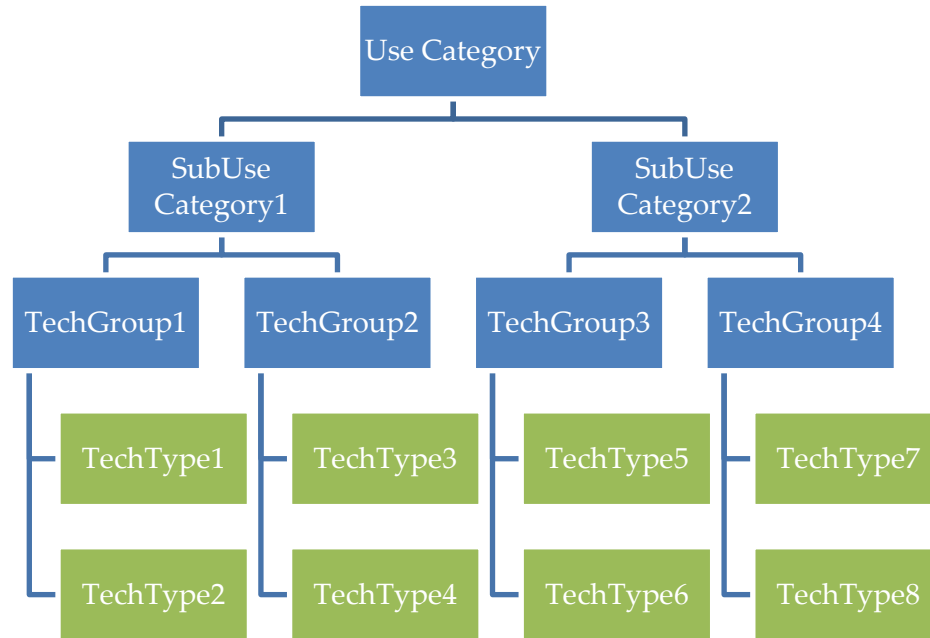 Use Category
SubUse
Category1
SubUse
Category2
TechGroup1
TechGroup2
TechGroup3
TechGroup4
TechType1
TechType3
TechType5
TechType7
TechType2
TechType4
TechType6
TechType8